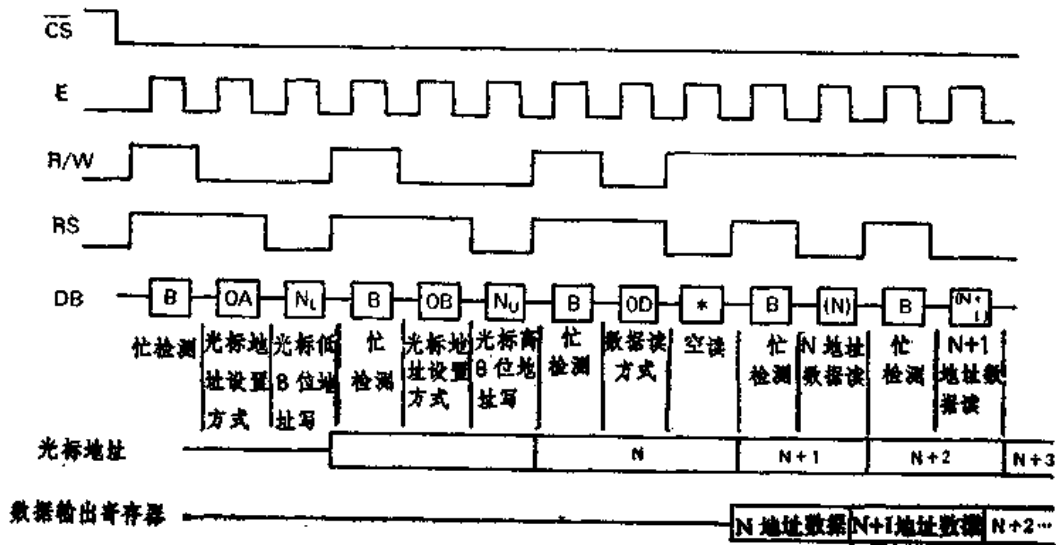 CS
E
R/W
RS
DB
B
0A
NL
B
0B
NU
B
0D
*
B
(N)
B
(N+1)
忙检测
光标地址设置方式
光标低8位地址写
忙检测
光标地址设置方式
光标高8位地址写
忙检测
数据读方式
空读
忙检测
N地址数据读
忙检测
N+1地址数据读
光标地址
N
N+1
N+2
N+3
数据输出寄存器
N地址数据
N+1地址数据
N+2…